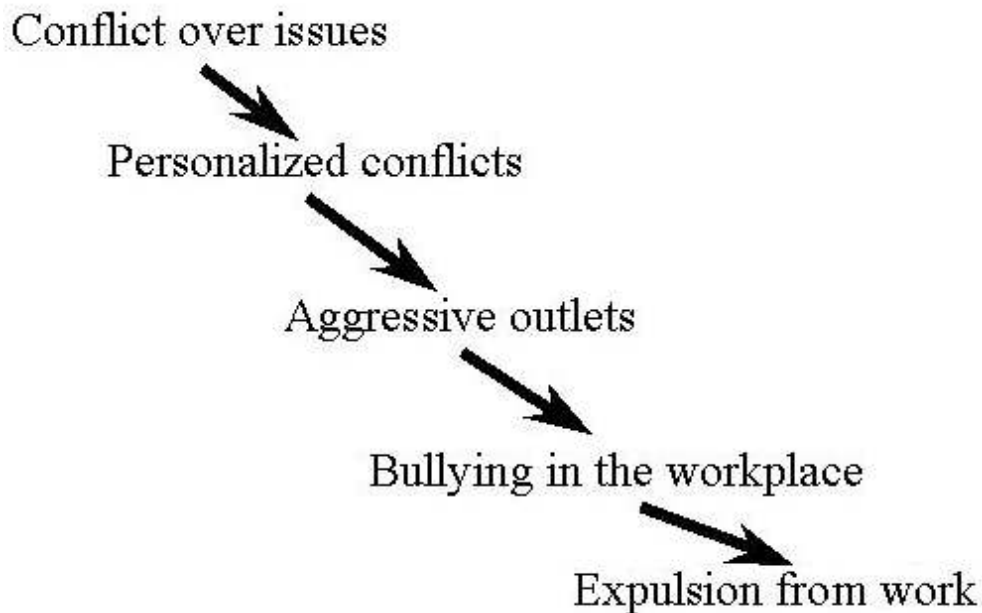 Conflict over issues
Personalized conflicts
Aggressive outlets
Bullying in the workplace
Expulsion from work